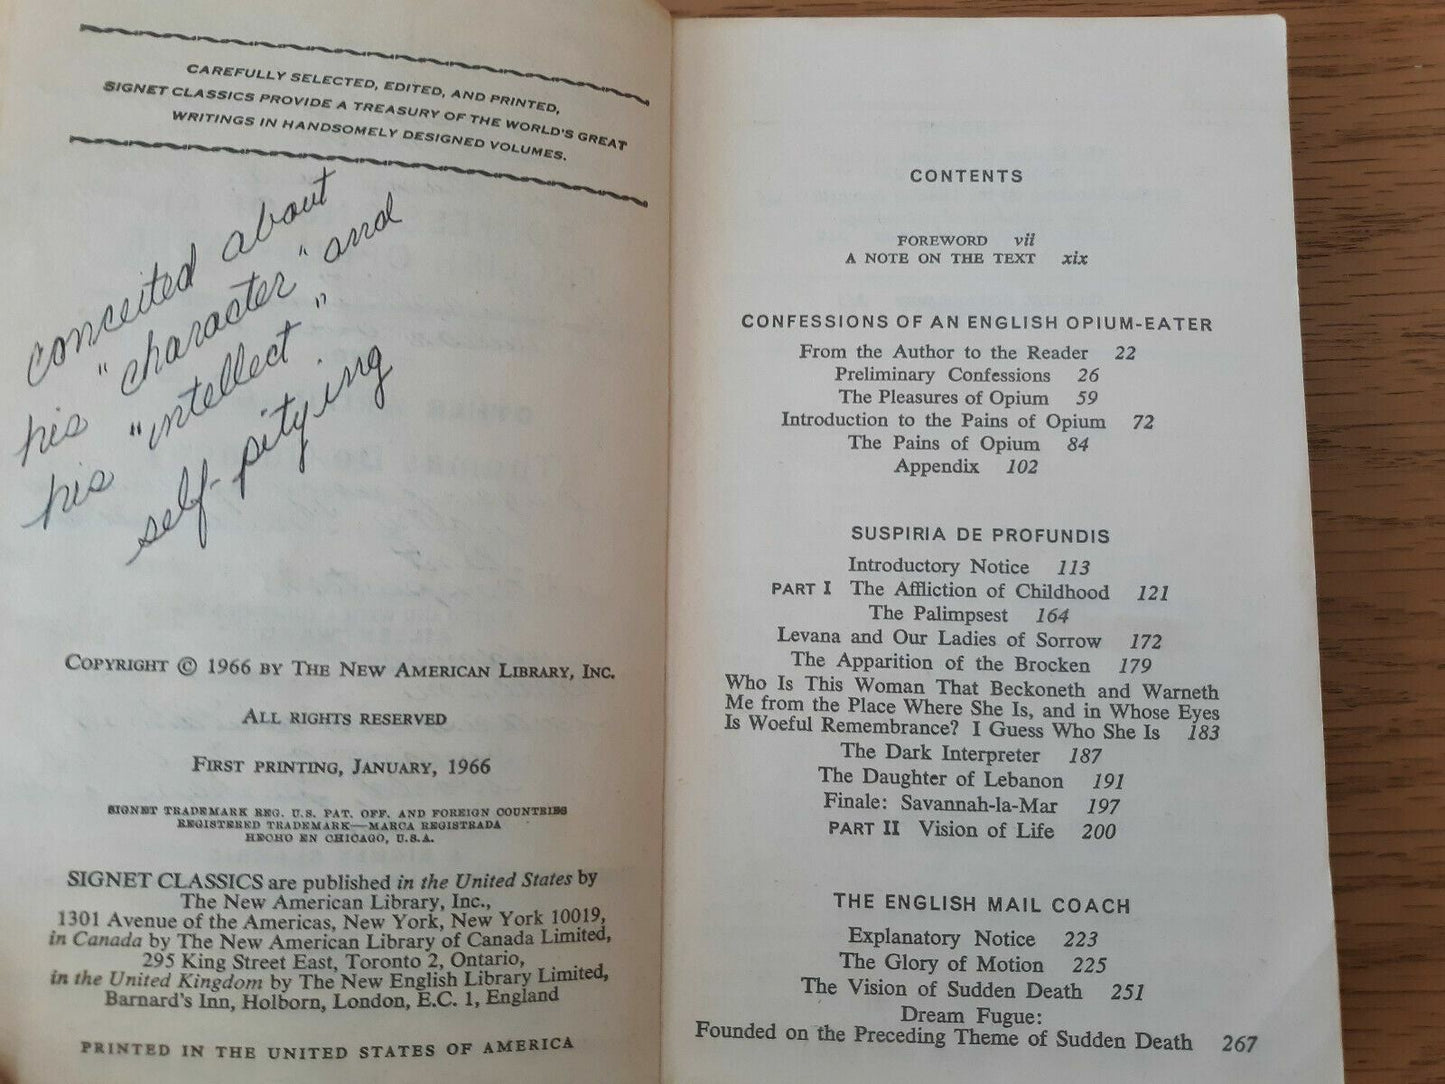 CAREFULLY SELECTED, EDITED, AND PRINTED,
SIGNET CLASSICS PROVIDE A TREASURY OF THE WORLD'S GREAT
WRITINGS IN HANDSOMELY DESIGNED VOLUMES.
conceited about
his "character" and
his "intellect"
self-pitying
COPYRIGHT © 1966 BY THE NEW AMERICAN LIBRARY, INC.
ALL RIGHTS RESERVED
FIRST PRINTING, JANUARY, 1966
SIGNET TRADEMARK REG. U.S. PAT. OFF. AND FOREIGN COUNTRIES
REGISTERED TRADEMARK—MARCA REGISTRADA
HECHO EN CHICAGO, U.S.A.
SIGNET CLASSICS are published in the United States by
The New American Library, Inc.,
1301 Avenue of the Americas, New York, New York 10019,
in Canada by The New American Library of Canada Limited,
295 King Street East, Toronto 2, Ontario,
in the United Kingdom by The New English Library Limited,
Barnard's Inn, Holborn, London, E.C. 1, England
PRINTED IN THE UNITED STATES OF AMERICA
CONTENTS
FOREWORD vii
A NOTE ON THE TEXT xix
CONFESSIONS OF AN ENGLISH OPIUM-EATER
From the Author to the Reader 22
Preliminary Confessions 26
The Pleasures of Opium 59
Introduction to the Pains of Opium 72
The Pains of Opium 84
Appendix 102
SUSPIRIA DE PROFUNDIS
Introductory Notice 113
PART I The Affliction of Childhood 121
The Palimpsest 164
Levana and Our Ladies of Sorrow 172
The Apparition of the Brocken 179
Who Is This Woman That Beckoneth and Warneth
Me from the Place Where She Is, and in Whose Eyes
Is Woeful Remembrance? I Guess Who She Is 183
The Dark Interpreter 187
The Daughter of Lebanon 191
Finale: Savannah-la-Mar 197
PART II Vision of Life 200
THE ENGLISH MAIL COACH
Explanatory Notice 223
The Glory of Motion 225
The Vision of Sudden Death 251
Dream Fugue:
Founded on the Preceding Theme of Sudden Death 267